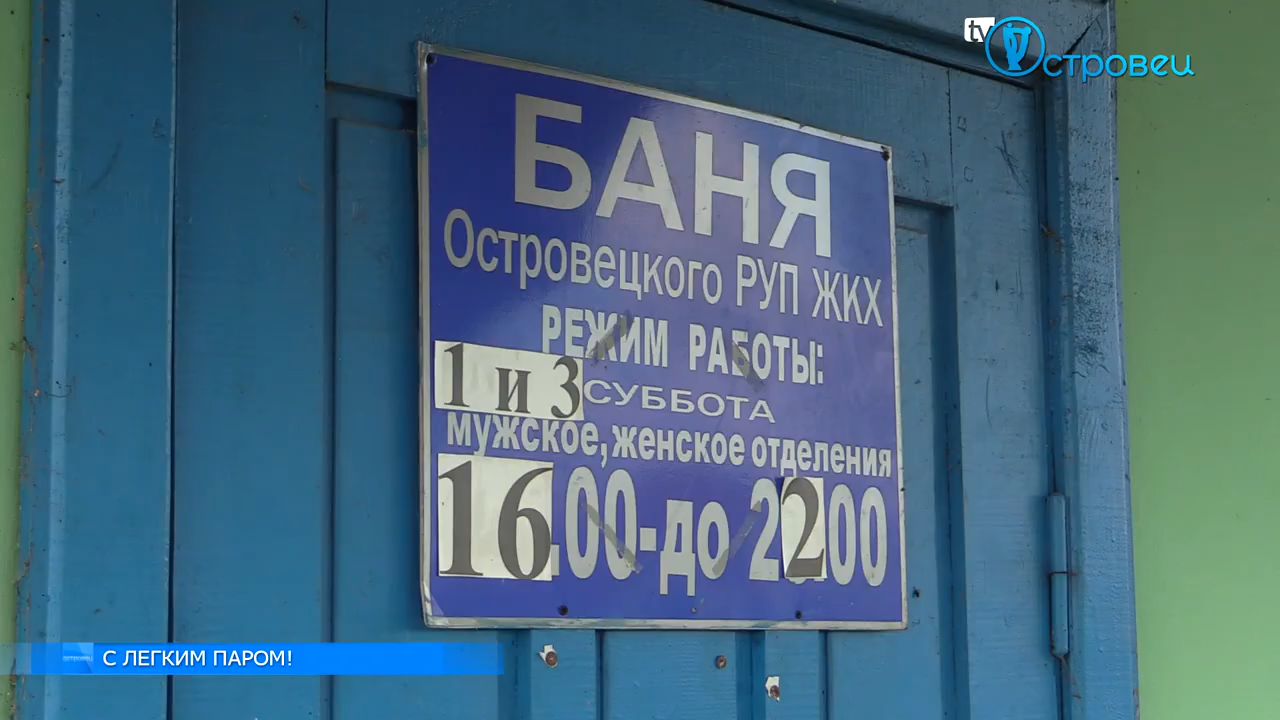 tv
Островец
БАНЯ
Островецкого РУП ЖКХ
РЕЖИМ РАБОТЫ:
1 и 3 СУББОТА
мужское, женское отделения
16.00-до 22.00
С ЛЕГКИМ ПАРОМ!